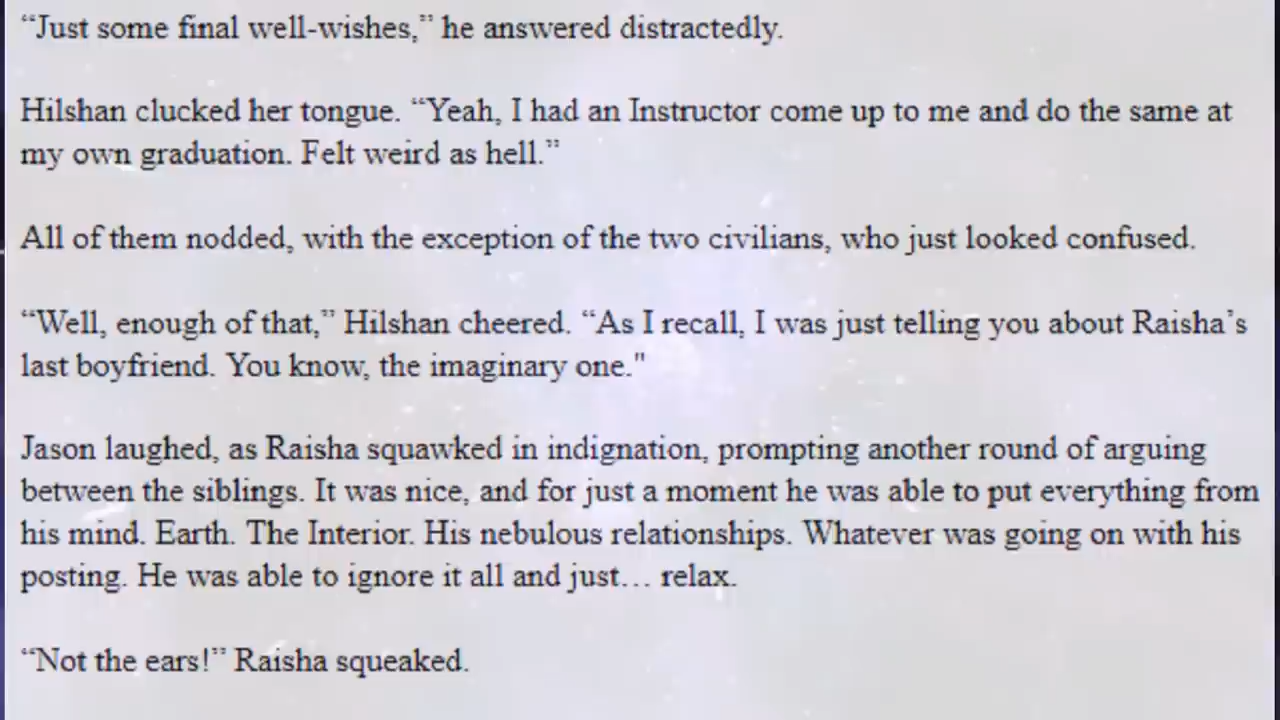 “Just some final well-wishes,” he answered distractedly.
Hilshan clucked her tongue. “Yeah, I had an Instructor come up to me and do the same at
my own graduation. Felt weird as hell.”
All of them nodded, with the exception of the two civilians, who just looked confused.
“Well, enough of that,” Hilshan cheered. “As I recall, I was just telling you about Raisha’s
last boyfriend. You know, the imaginary one."
Jason laughed, as Raisha squawked in indignation, prompting another round of arguing
between the siblings. It was nice, and for just a moment he was able to put everything from
his mind. Earth. The Interior. His nebulous relationships. Whatever was going on with his
posting. He was able to ignore it all and just… relax.
“Not the ears!” Raisha squeaked.